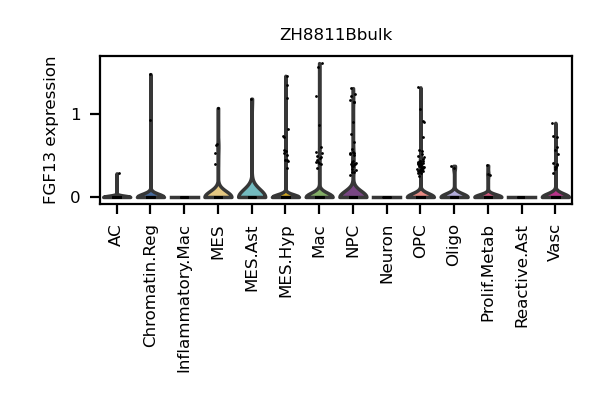 ZH8811Bbulk
FGF13 expression
1
0
AC
Chromatin.Reg
Inflammatory.Mac
MES
MES.Ast
MES.Hyp
Mac
NPC
Neuron
OPC
Oligo
Prolif.Metab
Reactive.Ast
Vasc